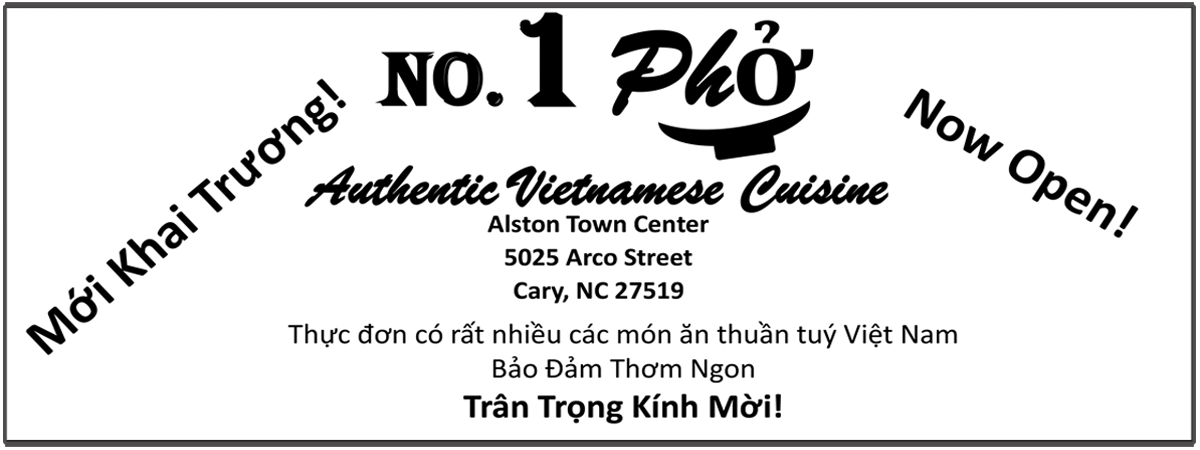 NO. 1 Phở
Mới Khai Trương!
Now Open!
Authentic Vietnamese Cuisine
Alston Town Center
5025 Arco Street
Cary, NC 27519
Thực đơn có rất nhiều các món ăn thuần tuý Việt Nam
Bảo Đảm Thơm Ngon
Trân Trọng Kính Mời!